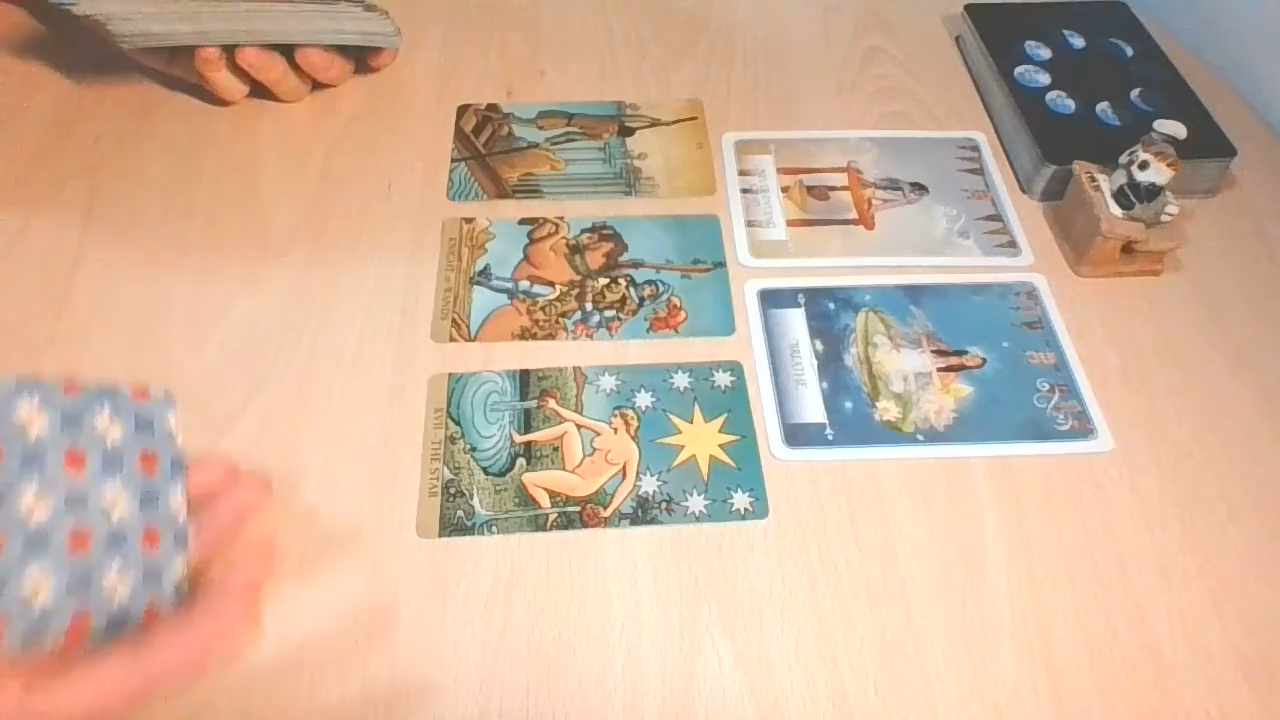 KNIGHT OF WANDS
XVII–THE STAR
BREATHE